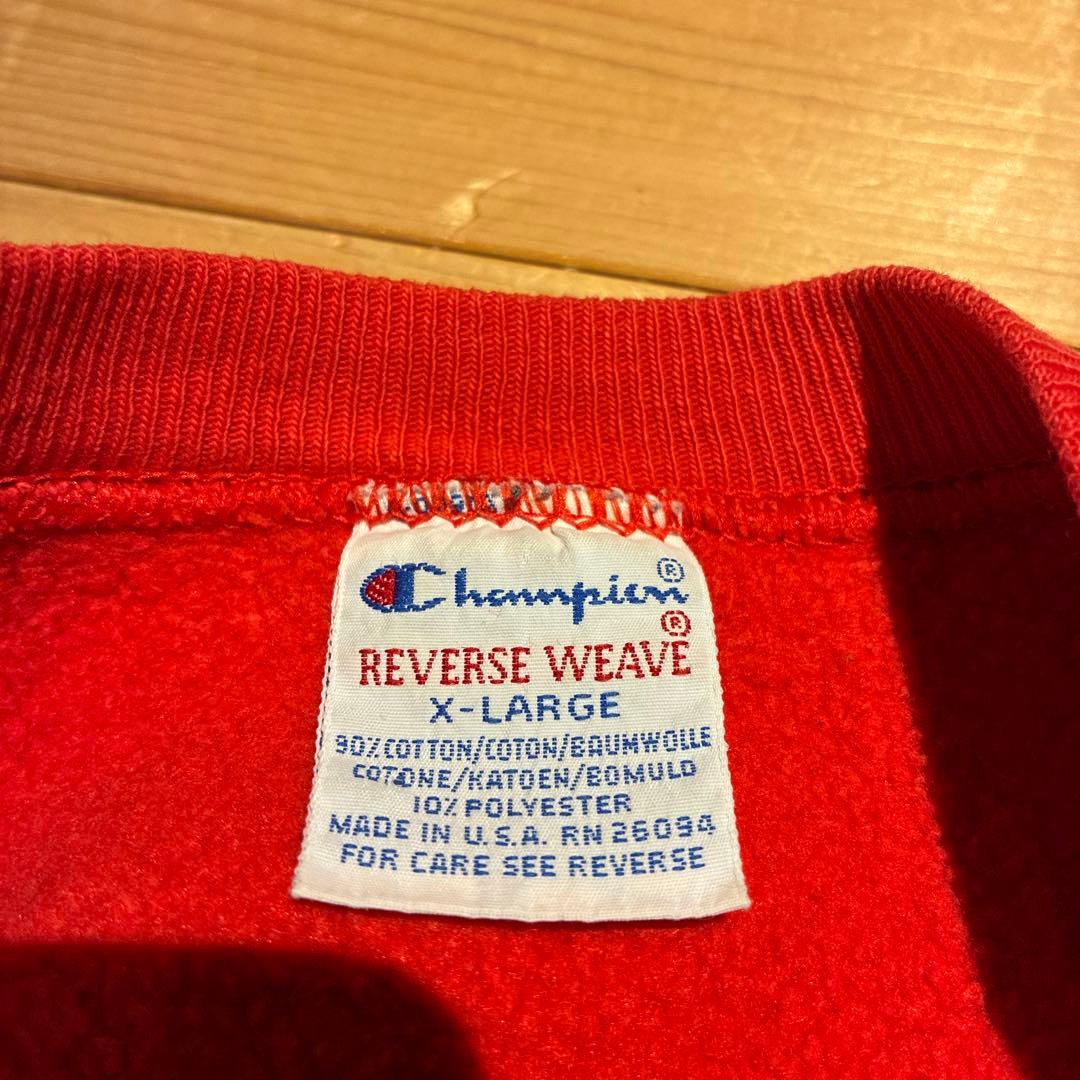 Champion®
REVERSE WEAVE®
X-LARGE
90% COTTON/COTON/BAUMWOLLE
COTONE/KATOEN/BOMULD
10% POLYESTER
MADE IN U.S.A. RN 26094
FOR CARE SEE REVERSE